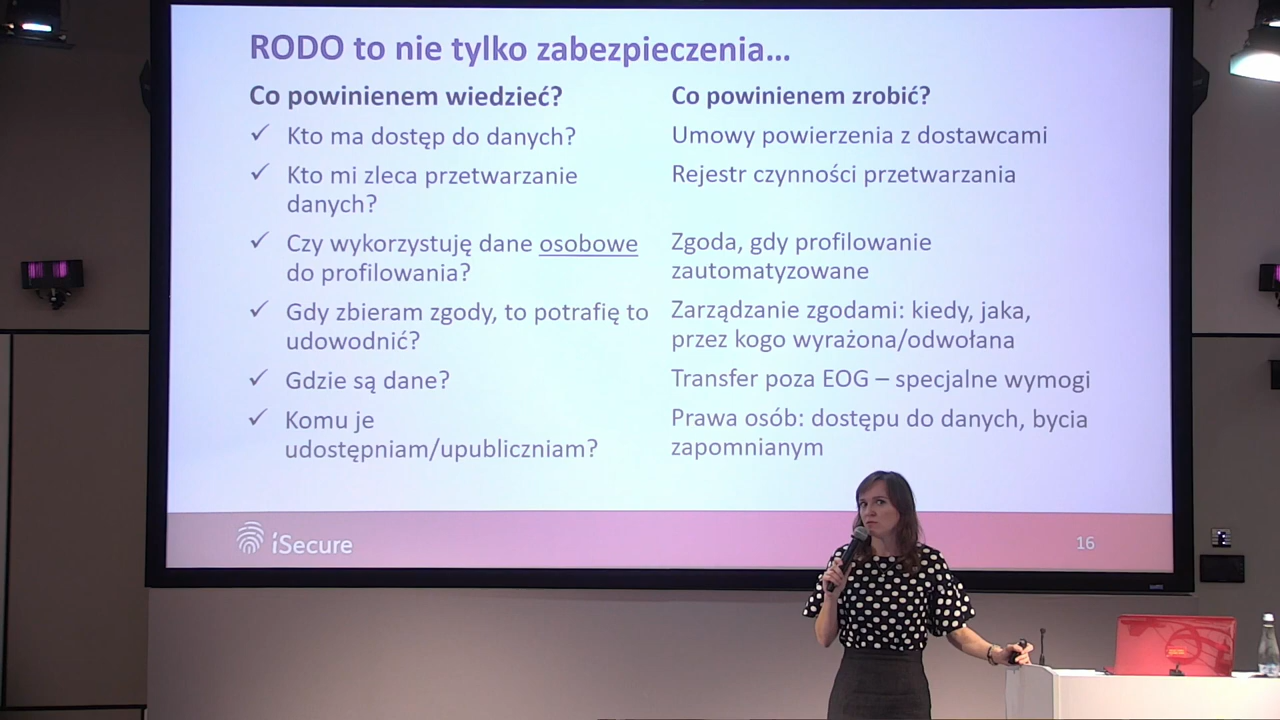 RODO to nie tylko zabezpieczenia...
Co powinienem wiedzieć?
Co powinienem zrobić?
✓ Kto ma dostęp do danych?
Umowy powierzenia z dostawcami
✓ Kto mi zleca przetwarzanie
danych?
Rejestr czynności przetwarzania
✓ Czy wykorzystuję dane osobowe
do profilowania?
Zgoda, gdy profilowanie
zautomatyzowane
✓ Gdy zbieram zgody, to potrafię to
udowodnić?
Zarządzanie zgodami: kiedy, jaka,
przez kogo wyrażona/odwołana
✓ Gdzie są dane?
Transfer poza EOG – specjalne wymogi
✓ Komu je
udostępniam/upubliczniam?
Prawa osób: dostępu do danych, bycia
zapomnianym
iSecure
16